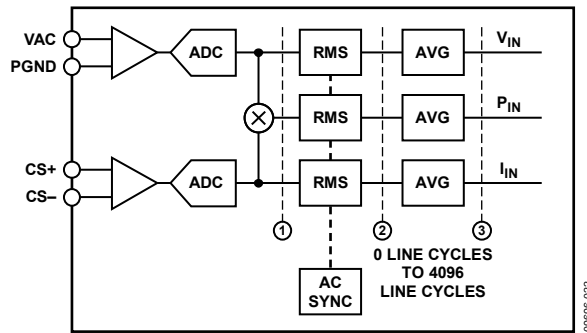 VAC
PGND
ADC
RMS
AVG
VIN
RMS
AVG
PIN
CS+
CS–
ADC
RMS
AVG
IIN
1
2
3
0 LINE CYCLES
TO 4096
LINE CYCLES
AC
SYNC